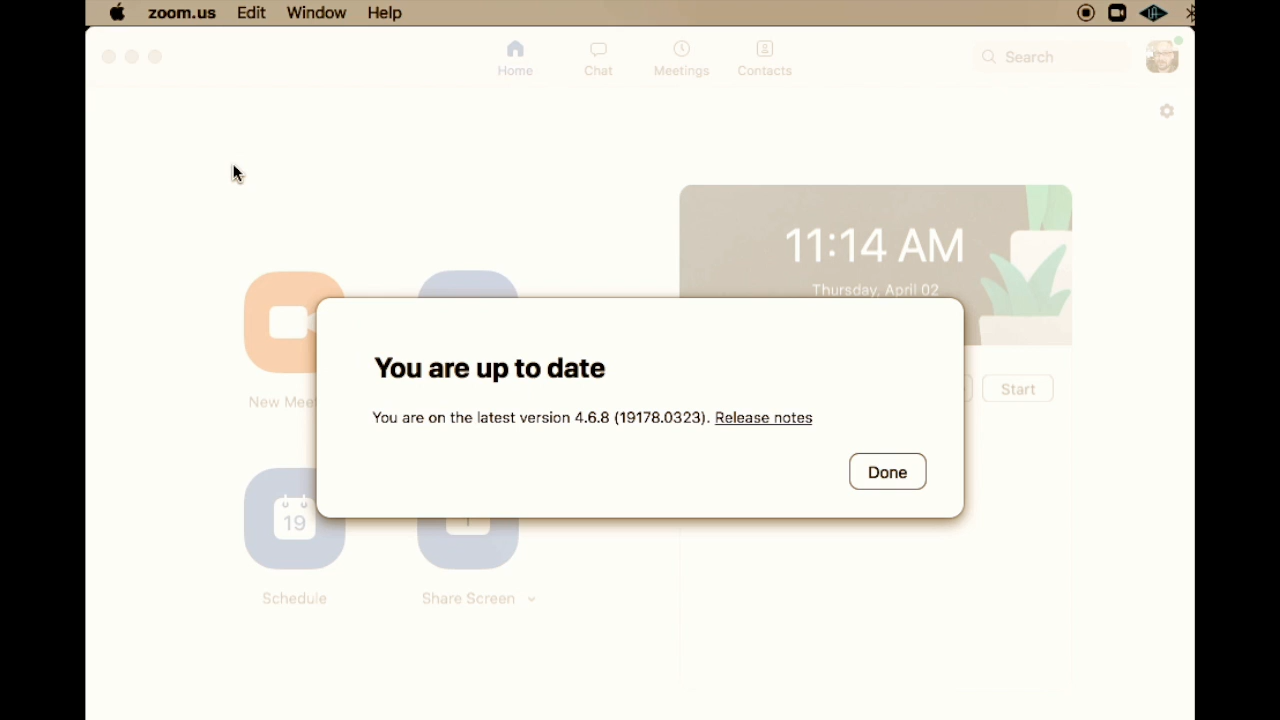 zoom.us Edit Window Help
Home Chat Meetings Contacts
Search
11:14 AM
Thursday, April 02
You are up to date
You are on the latest version 4.6.8 (19178.0323). Release notes
Done
Start
New Meet
19
Schedule
Share Screen